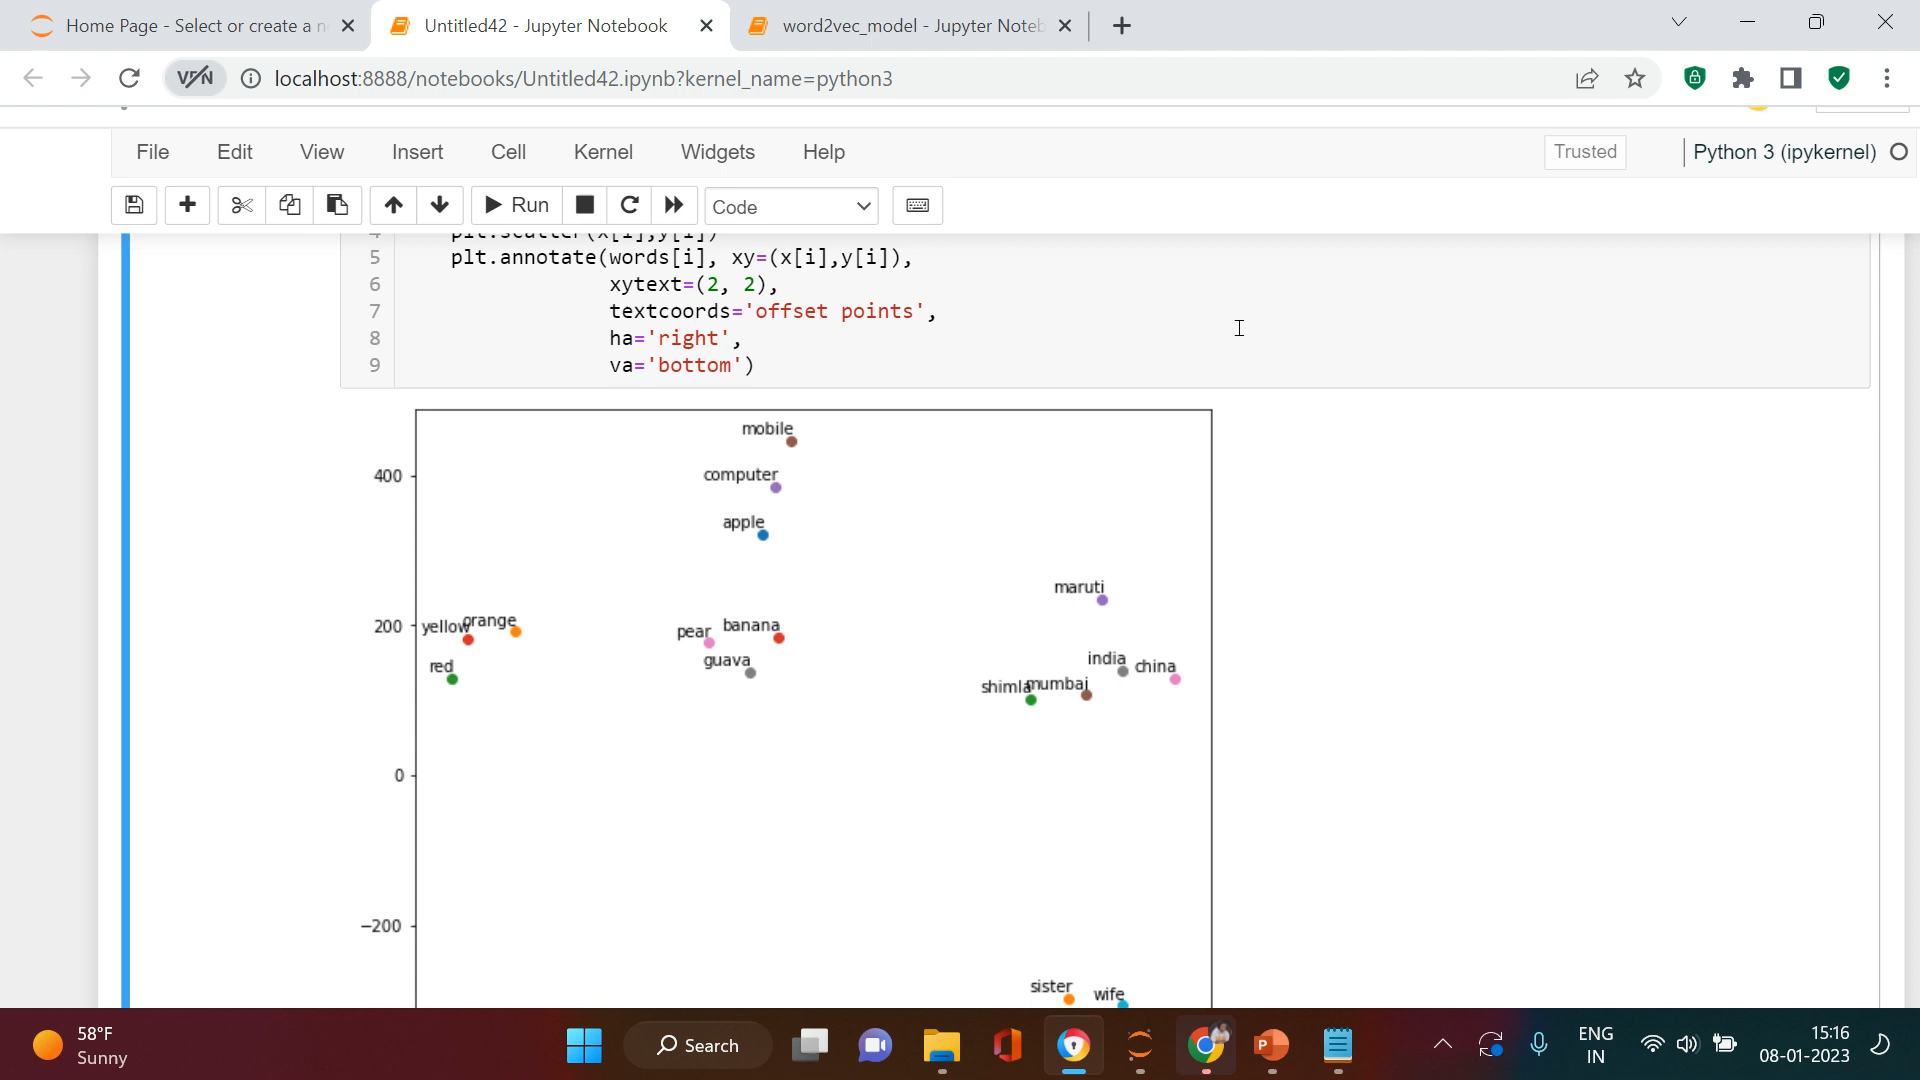 Home Page - Select or create a n
Untitled42 - Jupyter Notebook
word2vec_model - Jupyter Noteb
VPN
localhost:8888/notebooks/Untitled42.ipynb?kernel_name=python3
File Edit View Insert Cell Kernel Widgets Help
Trusted
Python 3 (ipykernel)
Run
Code
4 plt.scatter(x[i],y[i])
5 plt.annotate(words[i], xy=(x[i],y[i]),
6 xytext=(2, 2),
7 textcoords='offset points',
8 ha='right',
9 va='bottom')
mobile
400
computer
apple
maruti
200
yellow
orange
pear
banana
red
guava
india
china
shimla
mumbai
0
−200
sister
wife
58°F
Sunny
Search
ENG
IN
15:16
08-01-2023